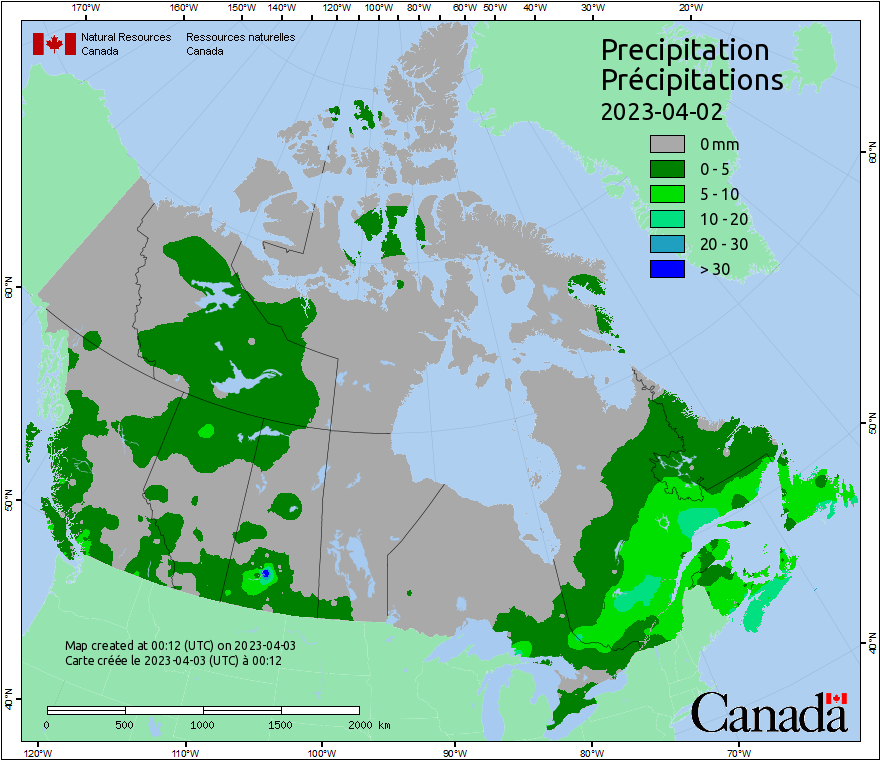 170°W 160°W 150°W 140°W 120°W 100°W 80°W 60°W 50°W 40°W 30°W 20°W
Natural Resources Ressources naturelles
Canada Canada
Precipitation
Précipitations
2023-04-02
0 mm
0 - 5
5 - 10
10 - 20
20 - 30
> 30
60°N
60°N
50°N
50°N
40°N
40°N
Map created at 00:12 (UTC) on 2023-04-03
Carte créée le 2023-04-03 (UTC) à 00:12
0 500 1000 1500 2000 km
Canada
120°W 110°W 100°W 90°W 80°W 70°W